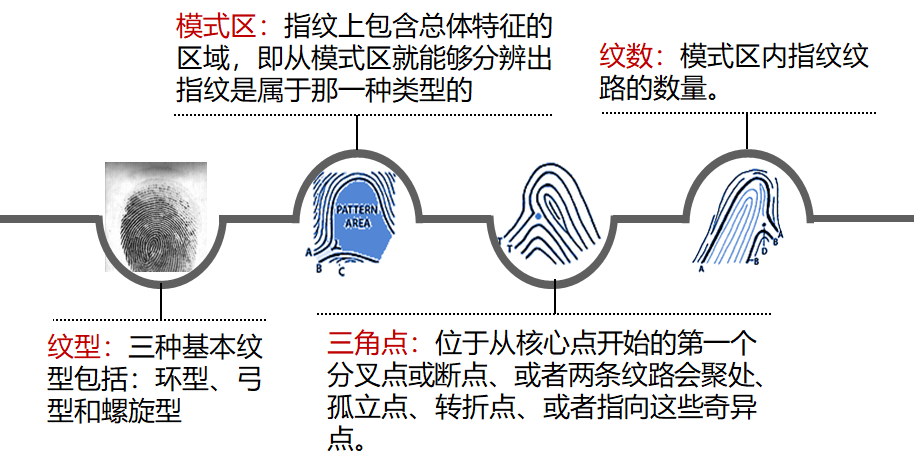 模式区：指纹上包含总体特征的
区域，即从模式区就能够分辨出
指纹是属于那一种类型的
纹数：模式区内指纹纹
路的数量。
PATTERN
AREA
A
B
C
T
T
A
B
D
B
A
纹型：三种基本纹
型包括：环型、弓
型和螺旋型
三角点：位于从核心点开始的第一个
分叉点或断点、或者两条纹路会聚处、
孤立点、转折点、或者指向这些奇异
点。